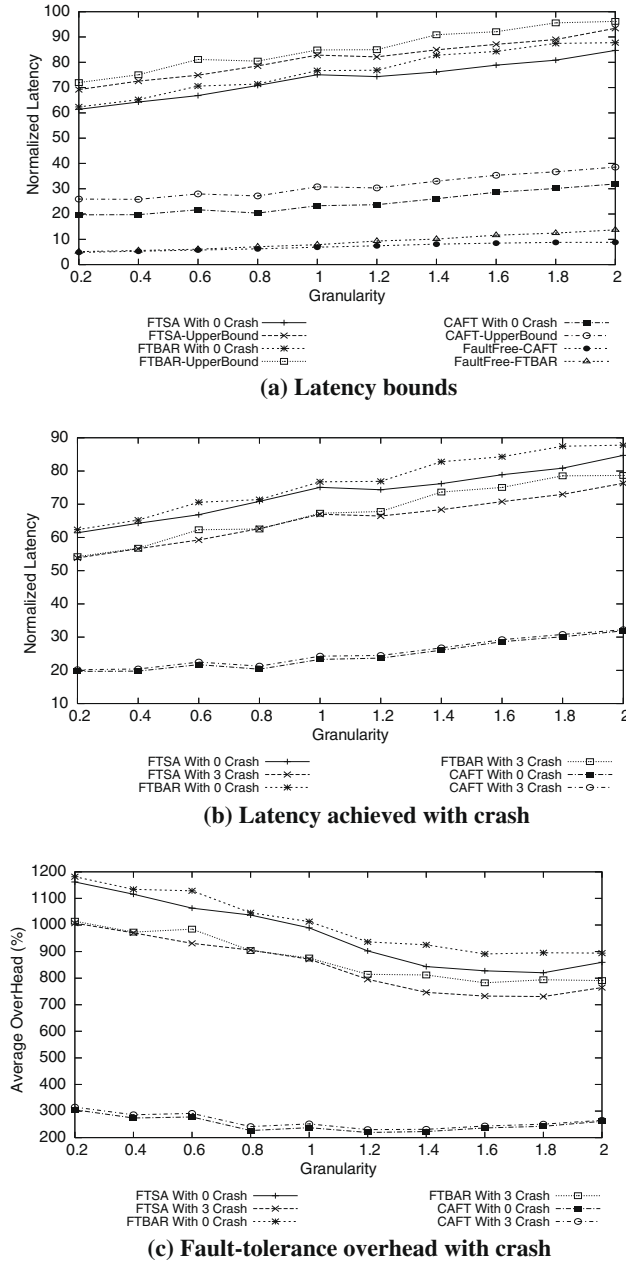 100
90
80
70
60
50
40
30
20
10
0
Normalized Latency
0.2 0.4 0.6 0.8 1 1.2 1.4 1.6 1.8 2
Granularity
FTSA With 0 Crash
FTSA-UpperBound
FTBAR With 0 Crash
FTBAR-UpperBound
CAFT With 0 Crash
CAFT-UpperBound
FaultFree-CAFT
FaultFree-FTBAR
(a) Latency bounds
90
80
70
60
50
40
30
20
10
Normalized Latency
0.2 0.4 0.6 0.8 1 1.2 1.4 1.6 1.8 2
Granularity
FTSA With 0 Crash
FTSA With 3 Crash
FTBAR With 0 Crash
FTBAR With 3 Crash
CAFT With 0 Crash
CAFT With 3 Crash
(b) Latency achieved with crash
1200
1100
1000
900
800
700
600
500
400
300
200
Average OverHead (%)
0.2 0.4 0.6 0.8 1 1.2 1.4 1.6 1.8 2
Granularity
FTSA With 0 Crash
FTSA With 3 Crash
FTBAR With 0 Crash
FTBAR With 3 Crash
CAFT With 0 Crash
CAFT With 3 Crash
(c) Fault-tolerance overhead with crash